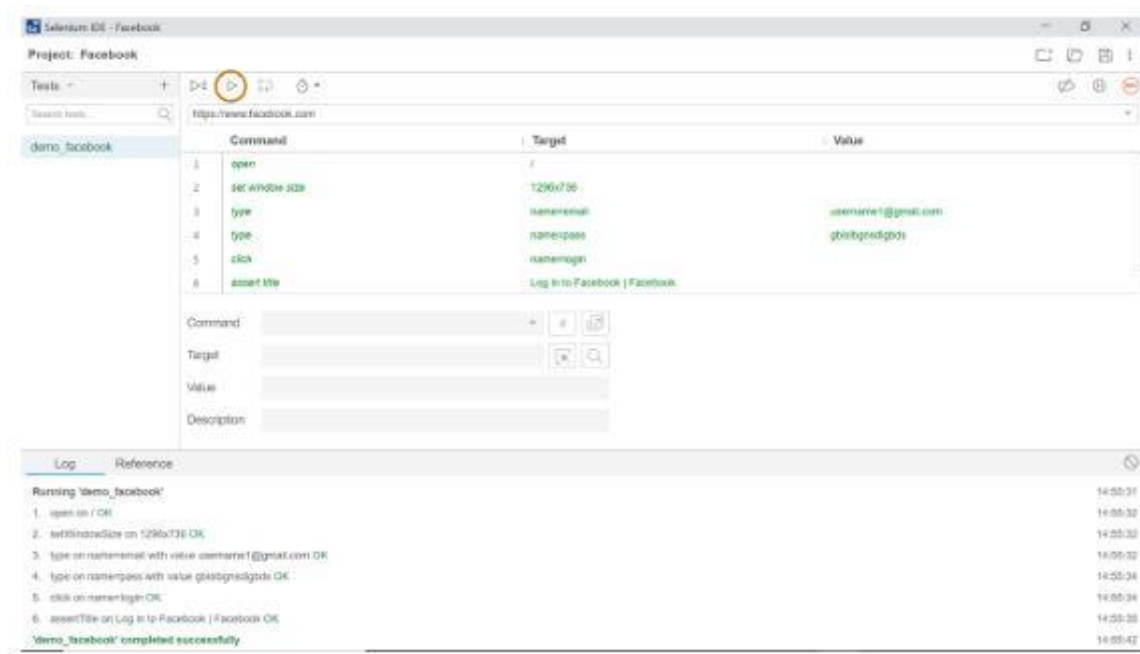 Selenium IDE - Facebook
Project: Facebook
Tests
Search tests...
https://www.facebook.com
demo_facebook
Command Target Value
1 open /
2 set window size 1296x736
3 type name=email username1@gmail.com
4 type name=pass
5 click name=login
6 assert title Log in to Facebook | Facebook
Command
Target
Value
Description
Log Reference
Running 'demo_facebook' 14:55:31
1. open on / OK 14:55:32
2. setWindowSize on 1296x736 OK 14:55:32
3. type on name=email with value username1@gmail.com OK 14:55:32
4. type on name=pass with value OK 14:55:34
5. click on name=login OK 14:55:34
6. assertTitle on Log in to Facebook | Facebook OK
'demo_facebook' completed successfully 14:55:42